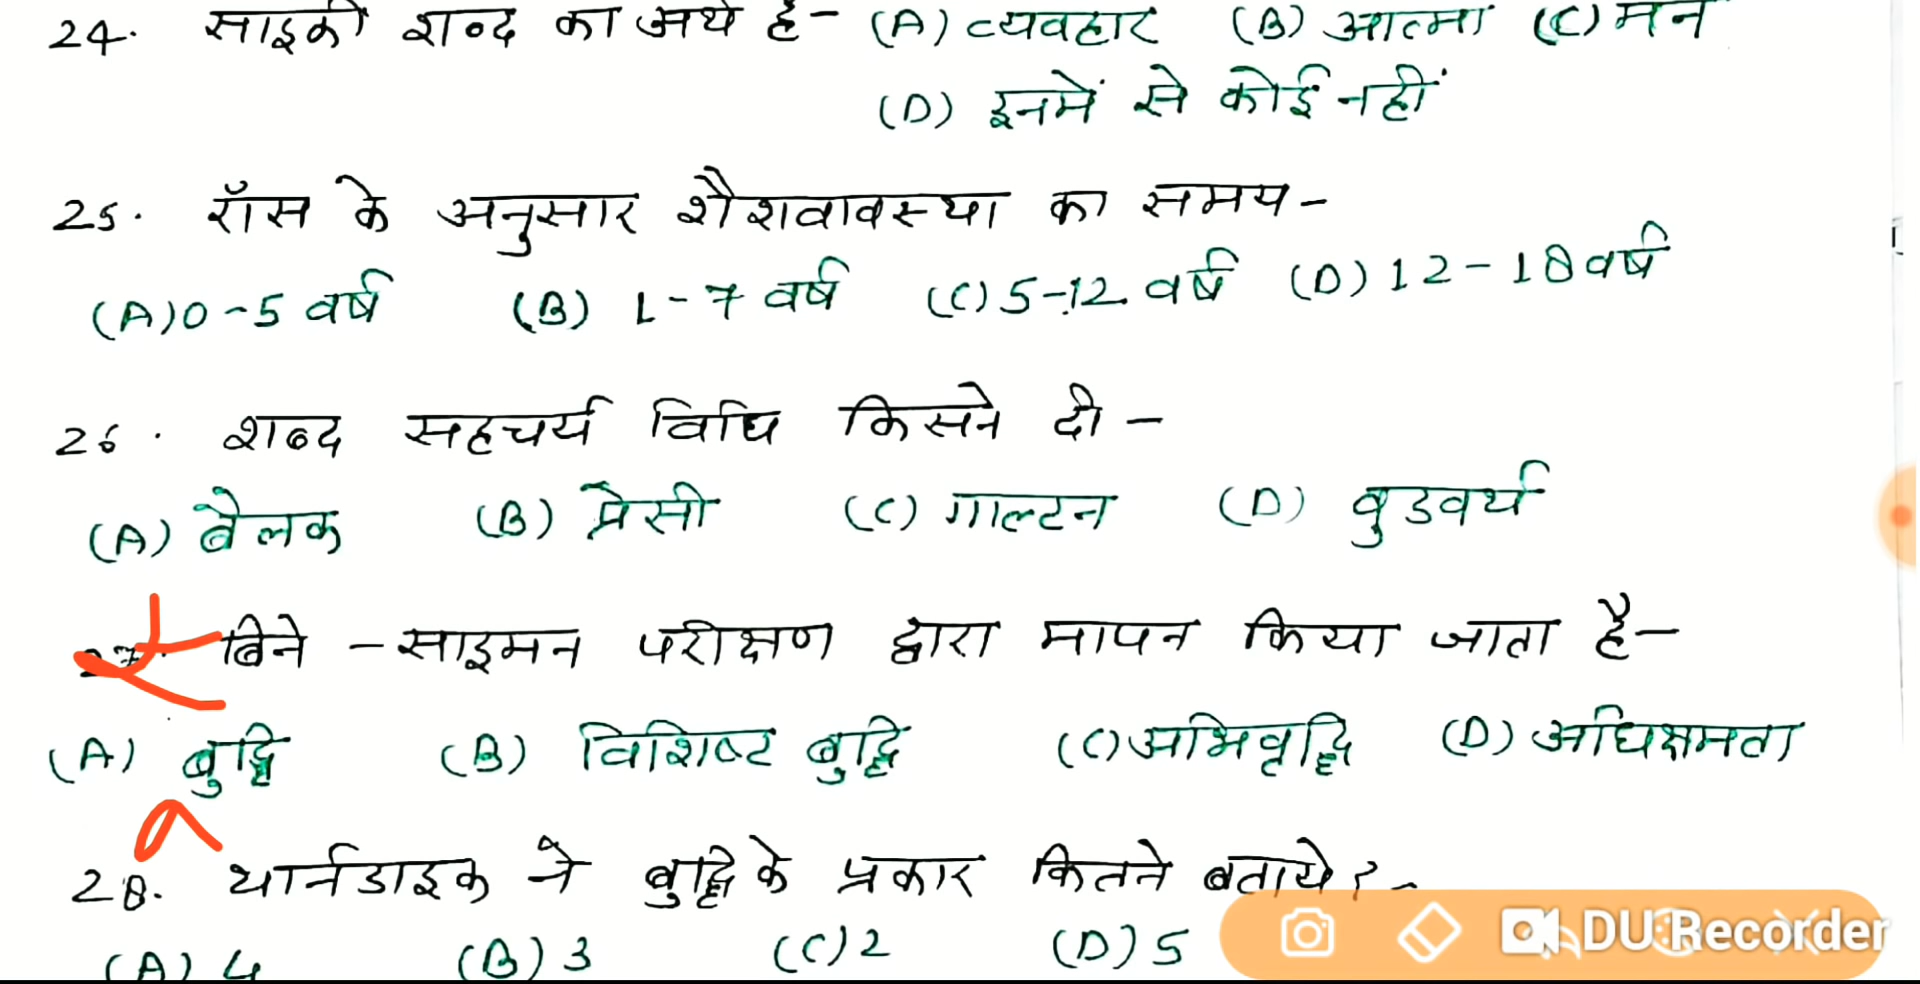 24. साइकी शब्द का अर्थ है - (A) व्यवहार (B) आत्मा (C) मन
(D) इनमें से कोई नहीं
25. रॉस के अनुसार शैशवावस्था का समय-
(A) 0-5 वर्ष (B) 1-7 वर्ष (C) 5-12 वर्ष (D) 12-18 वर्ष
26. शब्द सहचर्य विधि किसने दी -
(A) बैलक (B) प्रेसी (C) गाल्टन (D) वुडवर्थ
27. बिने - साइमन परीक्षण द्वारा मापन किया जाता है-
(A) बुद्धि (B) विशिष्ट बुद्धि (C) अभिवृद्धि (D) अधिक्षमता
28. थार्नडाइक ने बुद्धि के प्रकार कितने बताये? -
(A) 4 (B) 3 (C) 2 (D) 5
DU Recorder